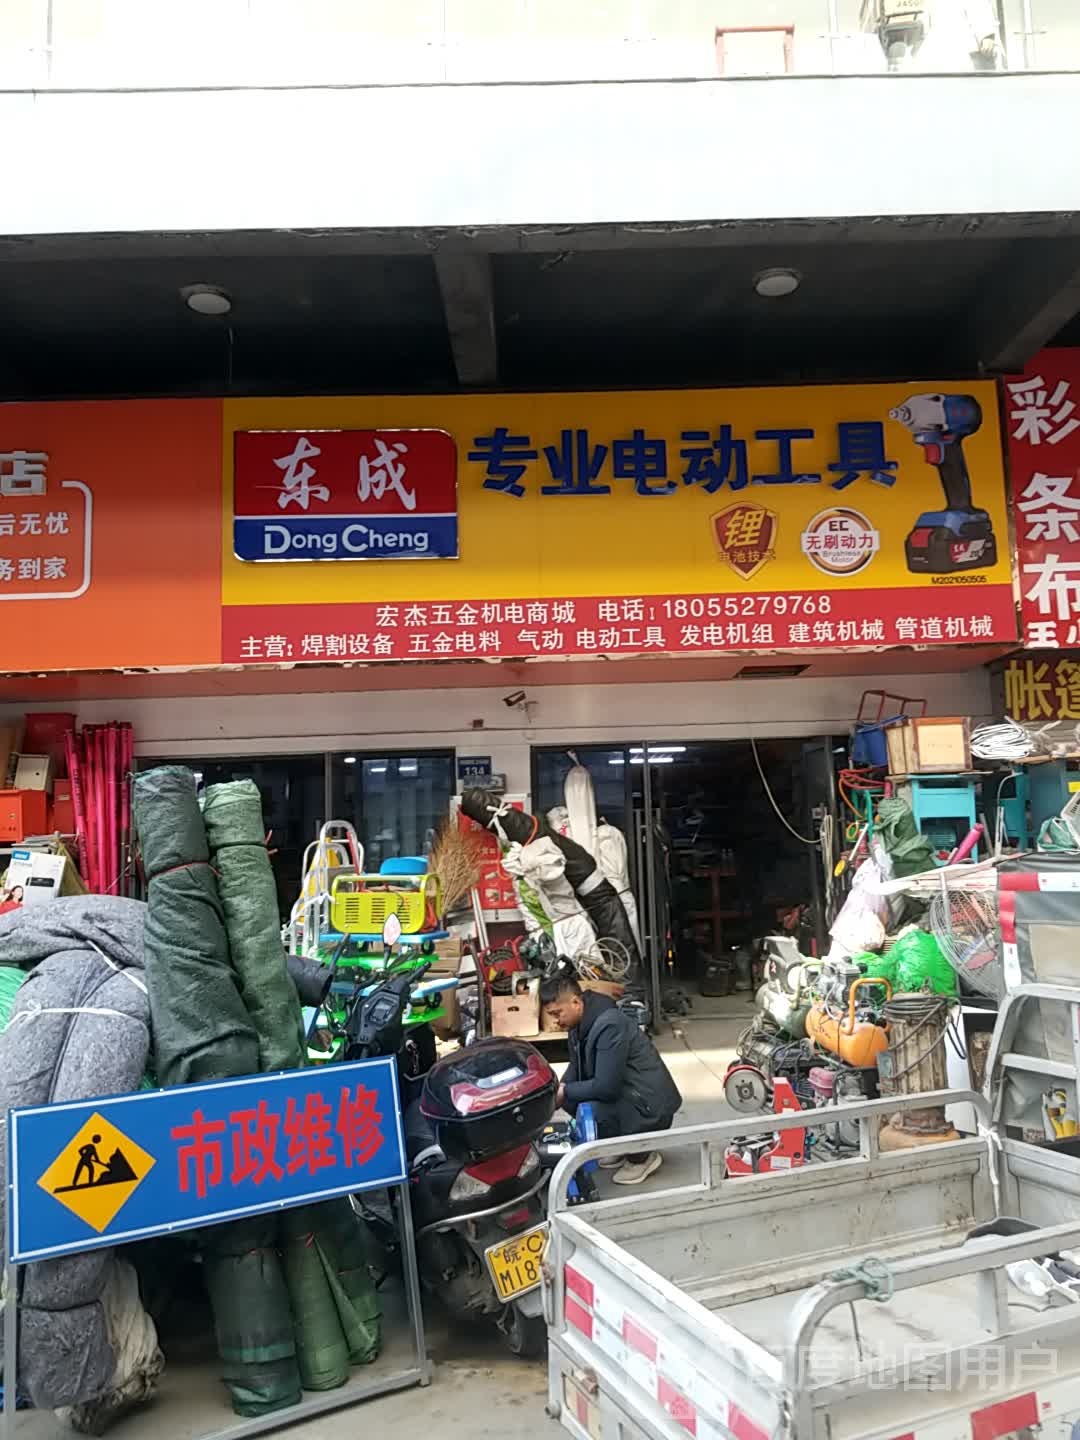 店
后无忧
务到家
东成
DongCheng
专业电动工具
锂
电池技术
EC
无刷动力
Brushless
Motor
M2021050505
宏杰五金机电商城 电话:18055279768
主营:焊割设备 五金电料 气动 电动工具 发电机组 建筑机械 管道机械
彩
条
布
帐篷
134
市政维修
皖·C
M18
百度地图用户